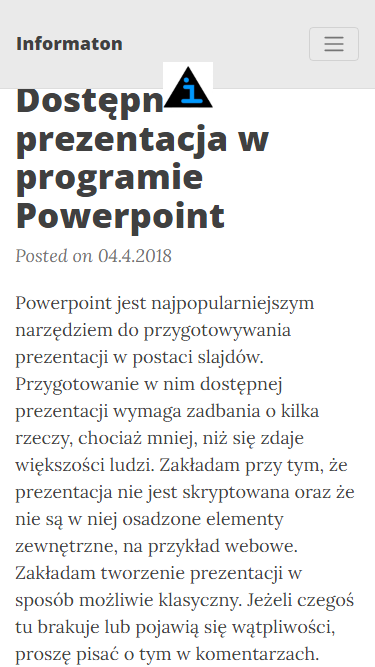 Informaton
Dostępn
prezentacja w
programie
Powerpoint
Posted on 04.4.2018
Powerpoint jest najpopularniejszym
narzędziem do przygotowywania
prezentacji w postaci slajdów.
Przygotowanie w nim dostępnej
prezentacji wymaga zadbania o kilka
rzeczy, chociaż mniej, niż się zdaje
większości ludzi. Zakładam przy tym, że
prezentacja nie jest skryptowana oraz że
nie są w niej osadzone elementy
zewnętrzne, na przykład webowe.
Zakładam tworzenie prezentacji w
sposób możliwie klasyczny. Jeżeli czegoś
tu brakuje lub pojawią się wątpliwości,
proszę pisać o tym w komentarzach.